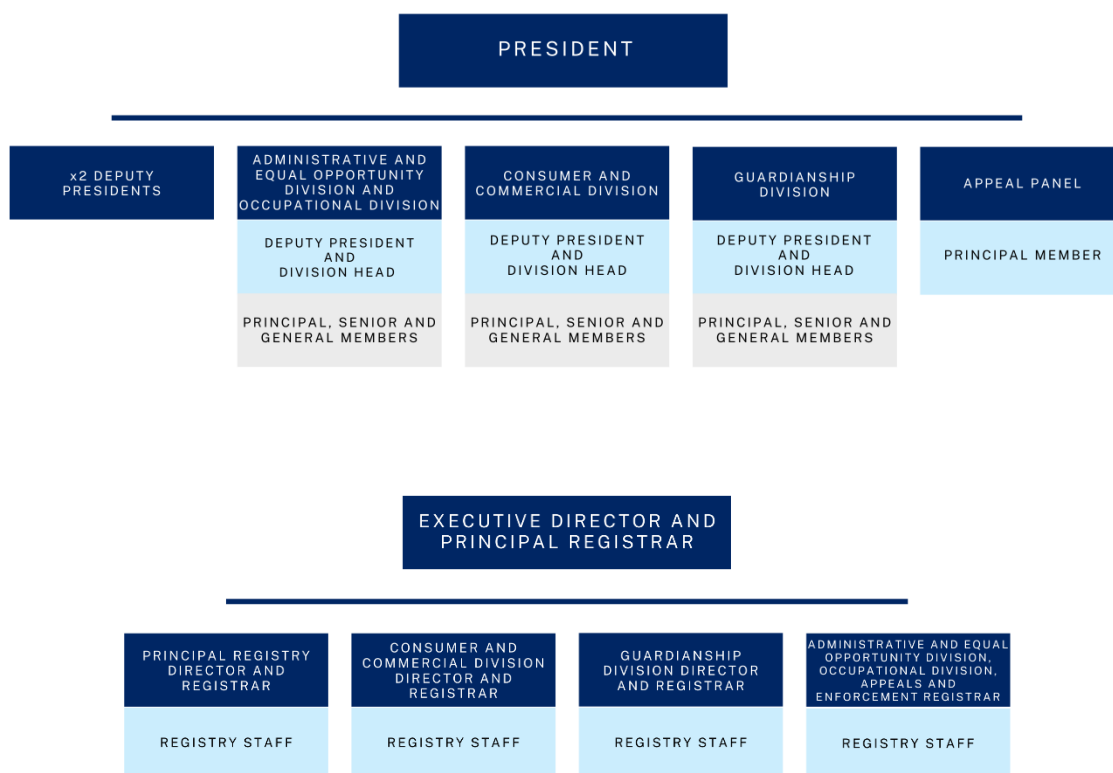 PRESIDENT
x2 DEPUTY
PRESIDENTS
ADMINISTRATIVE AND
EQUAL OPPORTUNITY
DIVISION AND
OCCUPATIONAL DIVISION
CONSUMER AND
COMMERCIAL DIVISION
GUARDIANSHIP
DIVISION
APPEAL PANEL
DEPUTY PRESIDENT
AND
DIVISION HEAD
DEPUTY PRESIDENT
AND
DIVISION HEAD
DEPUTY PRESIDENT
AND
DIVISION HEAD
PRINCIPAL MEMBER
PRINCIPAL, SENIOR AND
GENERAL MEMBERS
PRINCIPAL, SENIOR AND
GENERAL MEMBERS
PRINCIPAL, SENIOR AND
GENERAL MEMBERS
EXECUTIVE DIRECTOR AND
PRINCIPAL REGISTRAR
PRINCIPAL REGISTRY
DIRECTOR AND
REGISTRAR
CONSUMER AND
COMMERCIAL DIVISION
DIRECTOR AND
REGISTRAR
GUARDIANSHIP
DIVISION DIRECTOR
AND REGISTRAR
ADMINISTRATIVE AND EQUAL
OPPORTUNITY DIVISION,
OCCUPATIONAL DIVISION,
APPEALS AND
ENFORCEMENT REGISTRAR
REGISTRY STAFF
REGISTRY STAFF
REGISTRY STAFF
REGISTRY STAFF